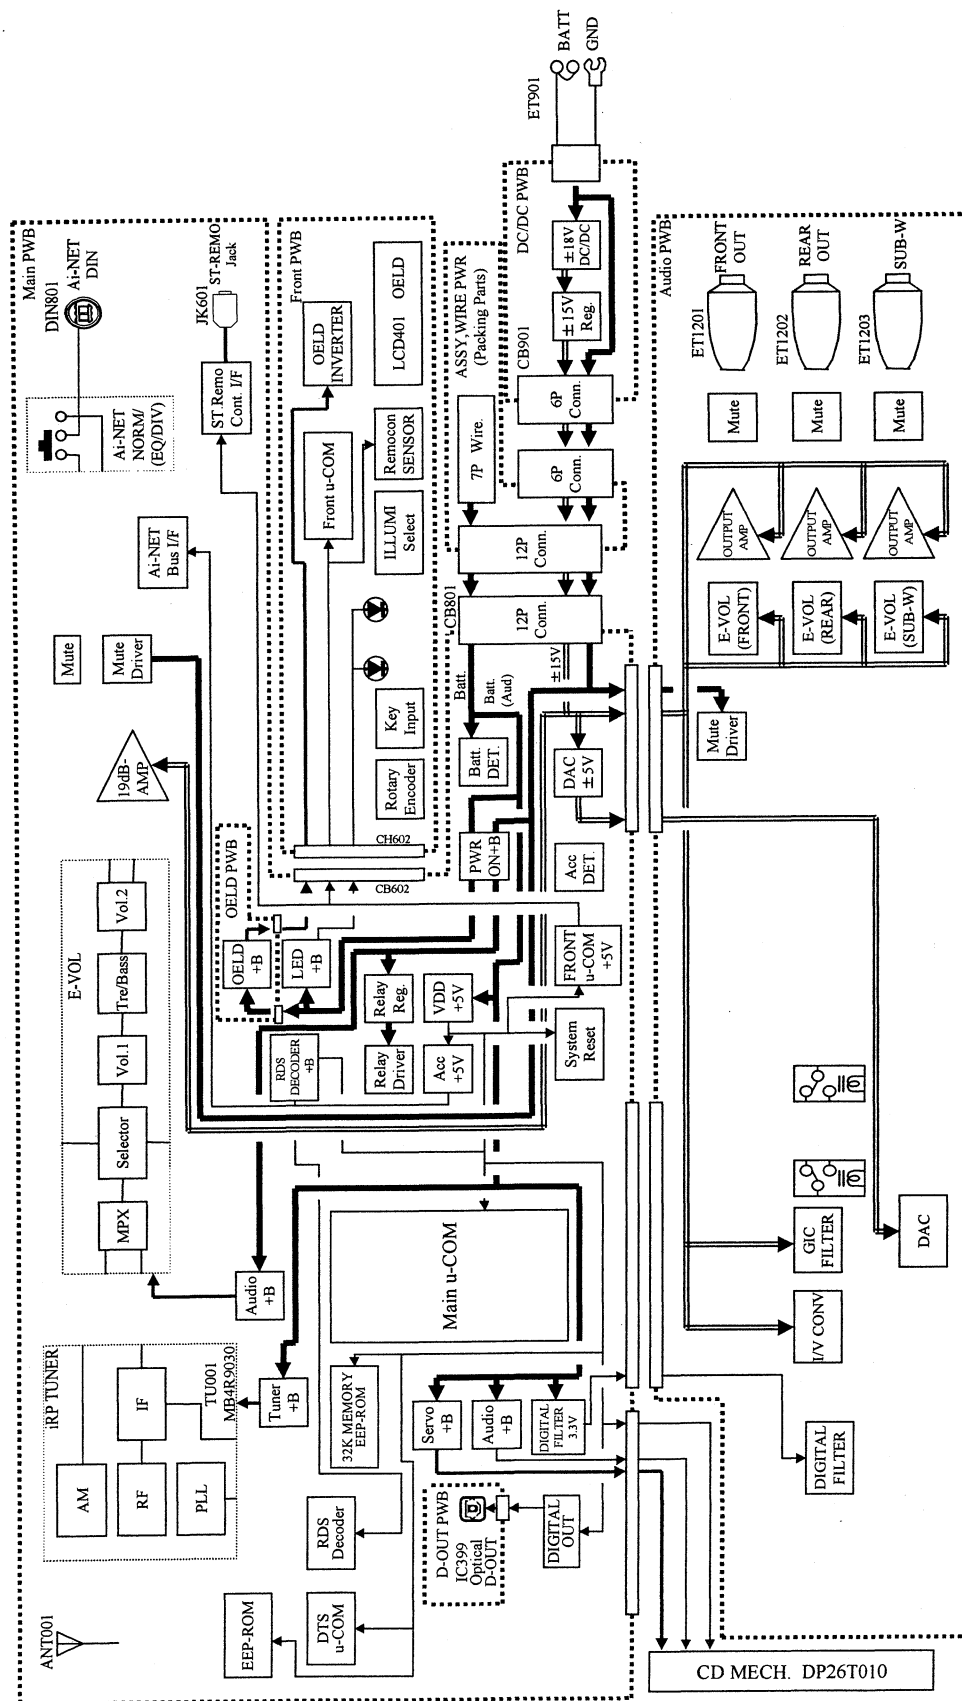 ANT001
iRP TUNER
AM
RF
IF
PLL
TU001
MB4R9030
EEP-ROM
DTS
u-COM
RDS
Decoder
32K MEMORY
EEP-ROM
Tuner
+B
Audio
+B
E-VOL
MPX
Selector
Vol.1
Tre/Bass
Vol.2
19dB-
AMP
Mute
Mute
Driver
Ai-NET
Bus I/F
Ai-NET
NORM/
(EQ/DIV)
Main PWB
DIN801
Ai-NET
DIN
JK601
ST-REMO
Jack
ST.Remo
Cont. I/F
OELD PWB
OELD
+B
LED
+B
RDS
DECODER
+B
CB602
CH602
Front PWB
OELD
INVERTER
Front u-COM
LCD401 OELD
Remocon
SENSOR
ILLUMI
Select
Key
Input
Rotary
Encoder
Main u-COM
Relay
Reg.
Relay
Driver
VDD
+5V
Acc
+5V
PWR
ON+B
Batt.
DET.
Batt.
Batt.
(Aud)
±15V
DAC
±5V
Acc
DET.
FRONT
u-COM
+5V
System
Reset
Servo
+B
Audio
+B
DIGITAL
FILTER
3.3V
D-OUT PWB
IC399
Optical
D-OUT
DIGITAL
OUT
CB801
12P
Conn.
12P
Conn.
7P Wire.
ASSY,WIRE PWR
(Packing Parts)
6P
Conn.
6P
Conn.
CB901
±15V
Reg.
±18V
DC/DC
DC/DC PWB
ET901
BATT
GND
Audio PWB
ET1201
FRONT
OUT
ET1202
REAR
OUT
ET1203
SUB-W
Mute
Mute
Mute
OUTPUT
AMP
OUTPUT
AMP
OUTPUT
AMP
E-VOL
(FRONT)
E-VOL
(REAR)
E-VOL
(SUB-W)
Mute
Driver
GIC
FILTER
DAC
I/V CONV
DIGITAL
FILTER
CD MECH. DP26T010